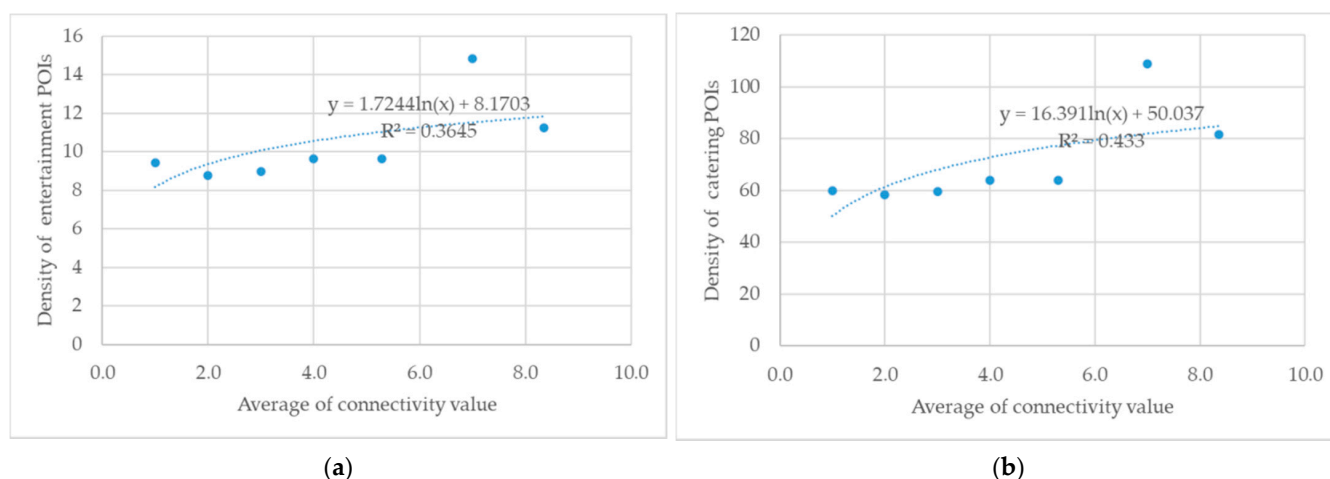 16
14
12
10
8
6
4
2
0
Density of entertainment POIs
y = 1.7244ln(x) + 8.1703
R² = 0.3645
0.0 2.0 4.0 6.0 8.0 10.0
Average of connectivity value
(a)
120
100
80
60
40
20
0
Density of catering POIs
y = 16.391ln(x) + 50.037
R² = 0.433
0.0 2.0 4.0 6.0 8.0 10.0
Average of connectivity value
(b)